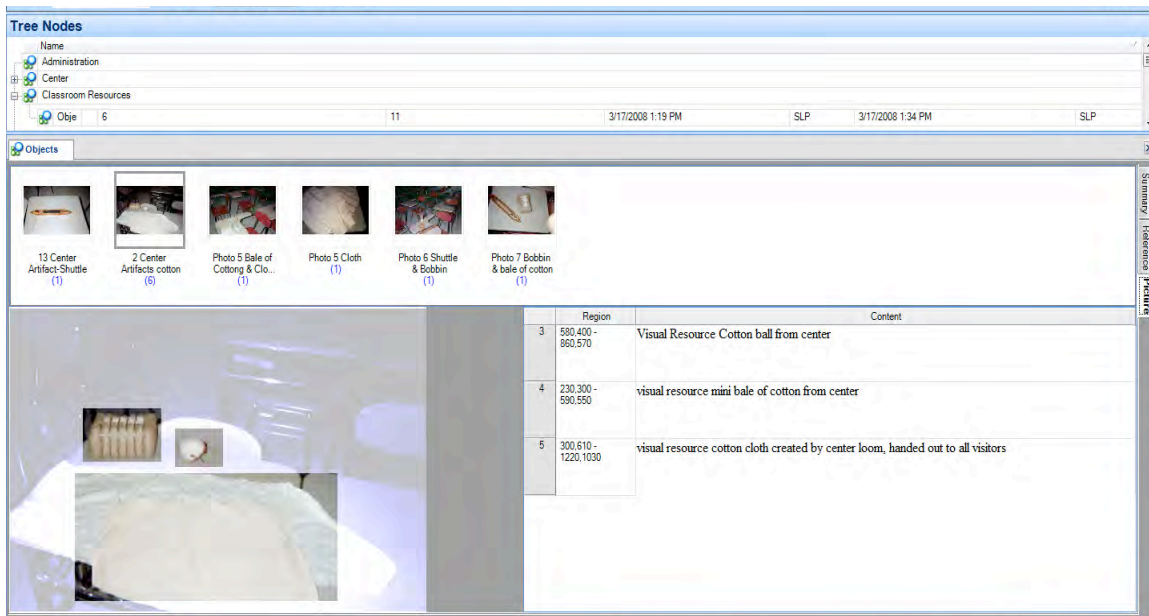 Tree Nodes
Name
Administration
Center
Classroom Resources
Obje 6 11 3/17/2008 1:19 PM SLP 3/17/2008 1:34 PM SLP
Objects
13 Center
Artifact-Shuttle
(1)
2 Center
Artifacts cotton
(6)
Photo 5 Bale of
Cottong & Clo...
(1)
Photo 5 Cloth
(1)
Photo 6 Shuttle
& Bobbin
(1)
Photo 7 Bobbin
& bale of cotton
(1)
Summary
Reference
Picture
Region Content
3 580,400 - Visual Resource Cotton ball from center
860,570
4 230,300 - visual resource mini bale of cotton from center
590,550
5 300,610 - visual resource cotton cloth created by center loom, handed out to all visitors
1220,1030